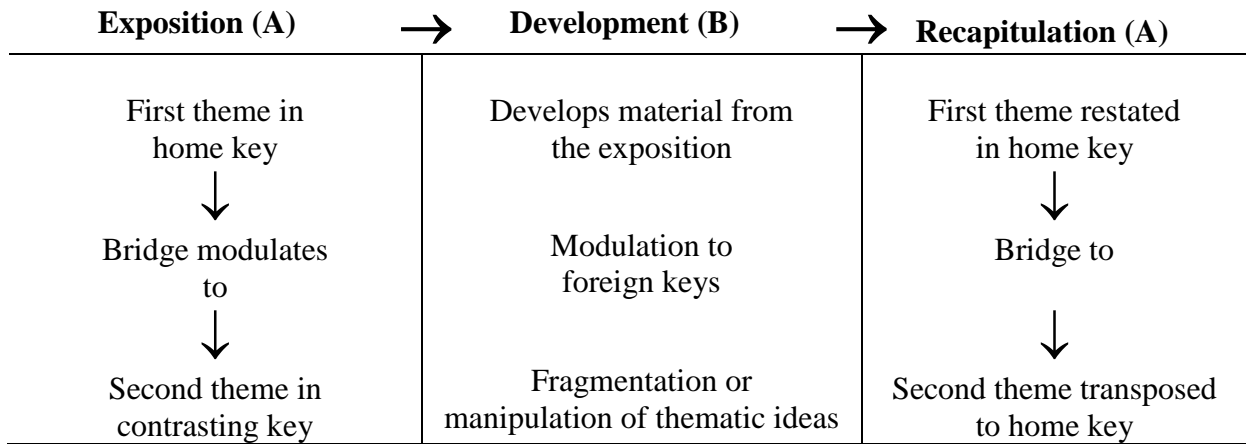 Exposition (A) → Development (B) → Recapitulation (A)
First theme in
home key
↓
Bridge modulates
to
↓
Second theme in
contrasting key
Develops material from
the exposition
Modulation to
foreign keys
Fragmentation or
manipulation of thematic ideas
First theme restated
in home key
↓
Bridge to
↓
Second theme transposed
to home key